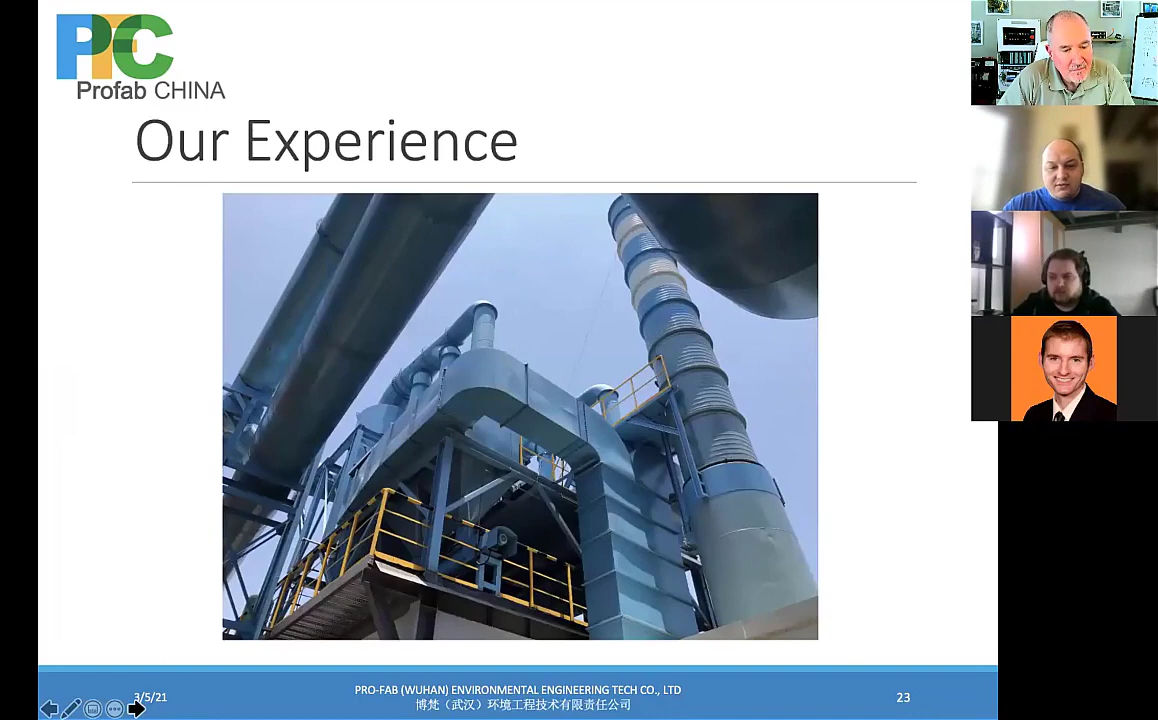 PFC
Profab CHINA
Our Experience
3/5/21
PRO-FAB (WUHAN) ENVIRONMENTAL ENGINEERING TECH CO., LTD
博梵（武汉）环境工程技术有限责任公司
23